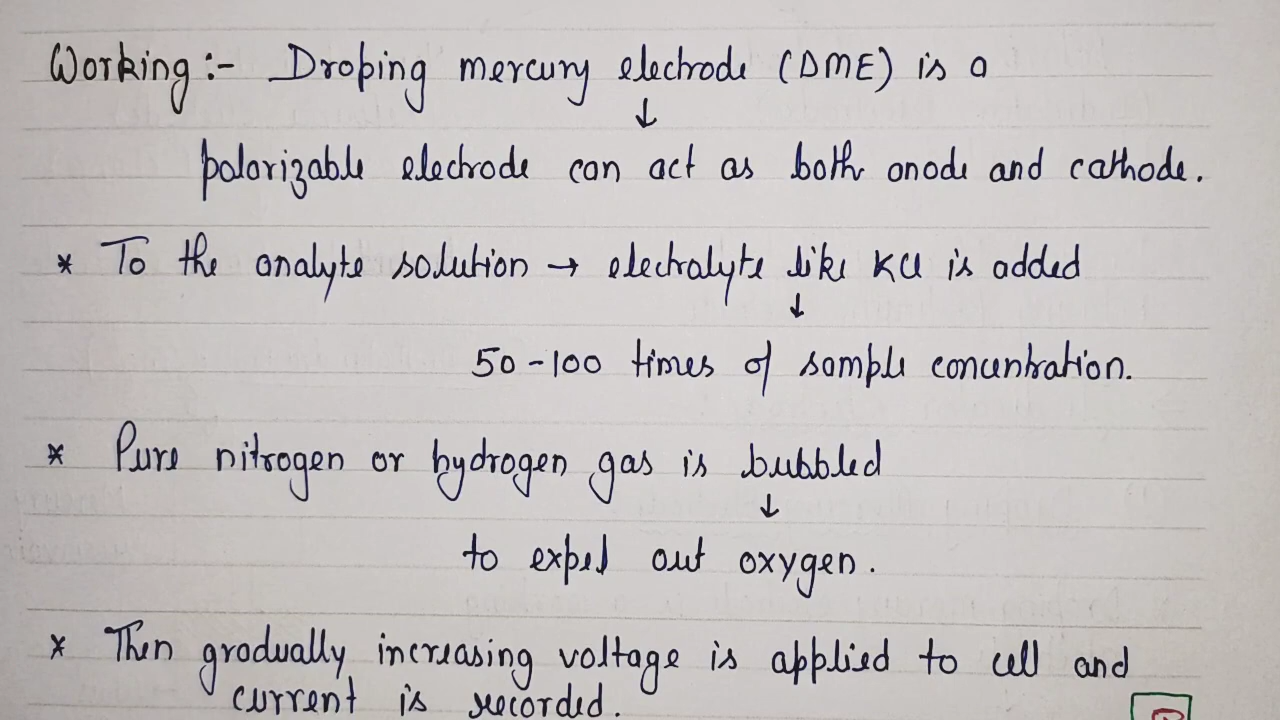 Working :- Droping mercury electrode (DME) is a
↓
polarizable electrode can act as both anode and cathode.
* To the analyte solution → electrolyte like KCl is added
↓
50-100 times of sample concentration.
* Pure nitrogen or hydrogen gas is bubbled
↓
to expel out oxygen.
* Then gradually increasing voltage is applied to cell and
current is recorded.